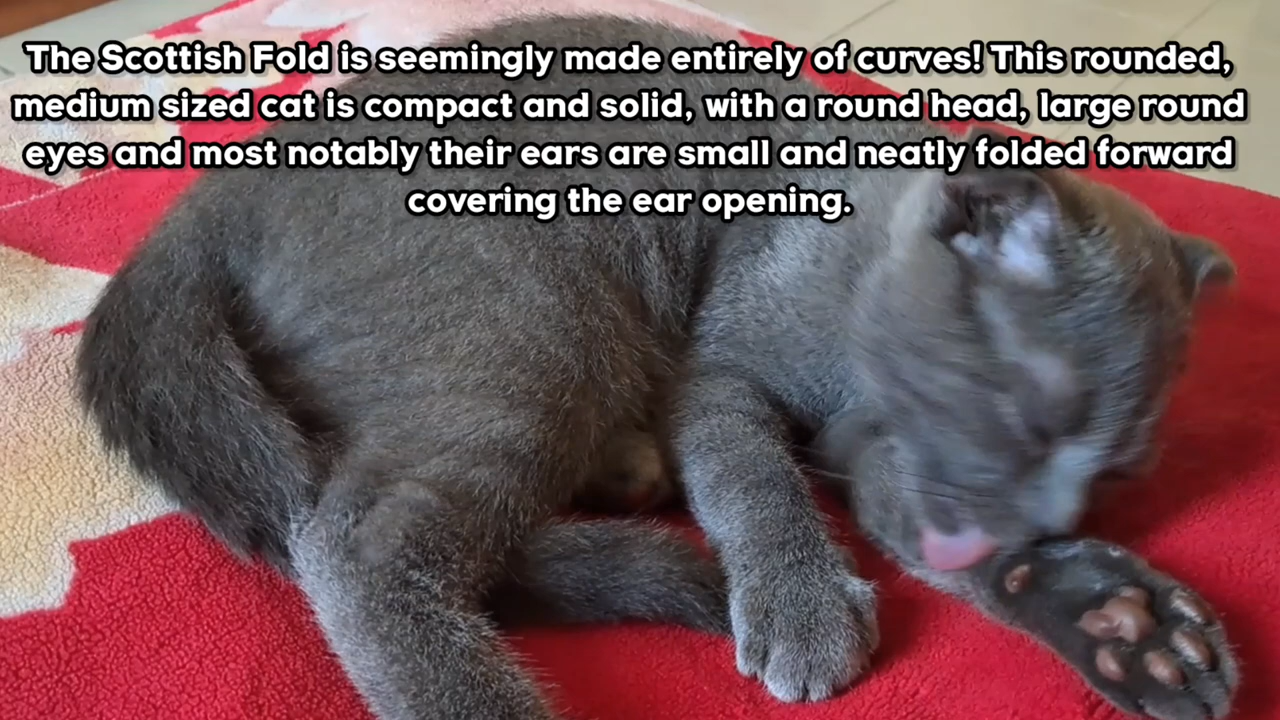 The Scottish Fold is seemingly made entirely of curves! This rounded,
medium sized cat is compact and solid, with a round head, large round
eyes and most notably their ears are small and neatly folded forward
covering the ear opening.